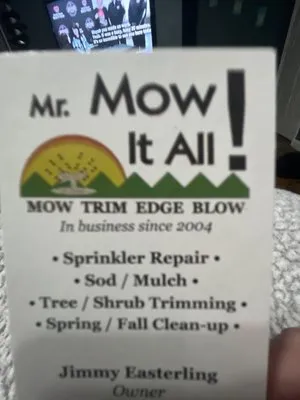 Mr. Mow
It All!
MOW TRIM EDGE BLOW
In business since 2004
• Sprinkler Repair •
• Sod / Mulch •
• Tree / Shrub Trimming •
• Spring / Fall Clean-up •
Jimmy Easterling
Owner